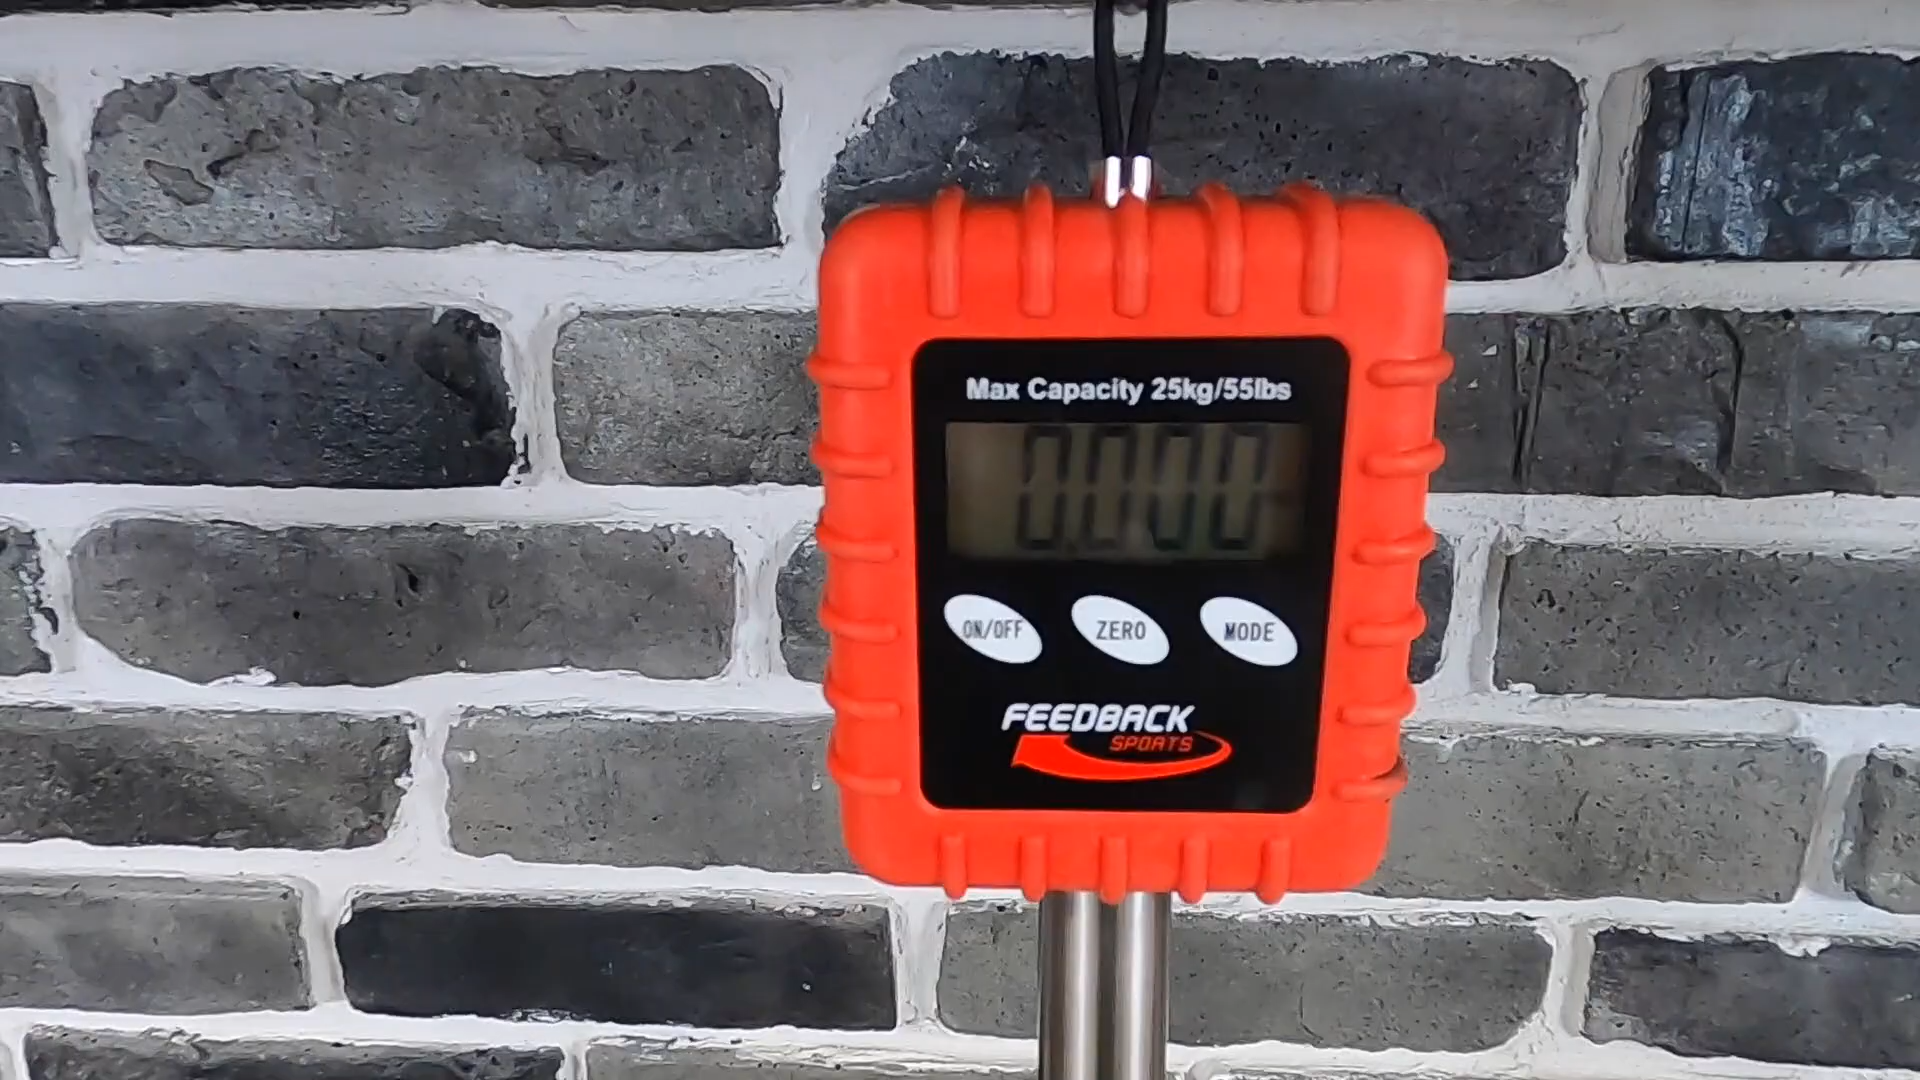 Max Capacity 25kg/55lbs
0.000
ON/OFF ZERO MODE
FEEDBACK
SPORTS